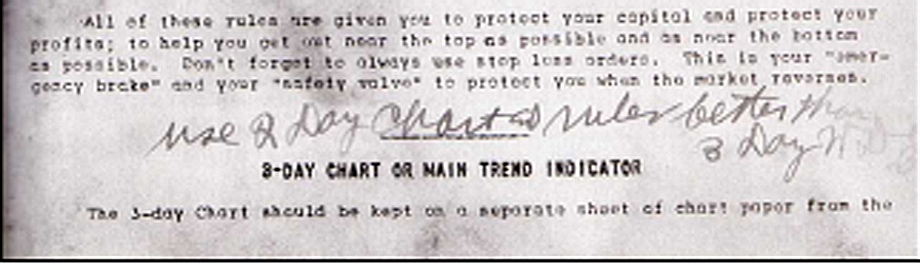 All of these rules are given you to protect your capital and protect your
profits; to help you get out near the top as possible and as near the bottom
as possible. Don't forget to always use stop loss orders. This is your "emer-
gency brake" and your "safety valve" to protect you when the market reverses.
use 2 Day Chart & rules better than
3 Day
3-DAY CHART OR MAIN TREND INDICATOR
The 3-day Chart should be kept on a separate sheet of chart paper from the